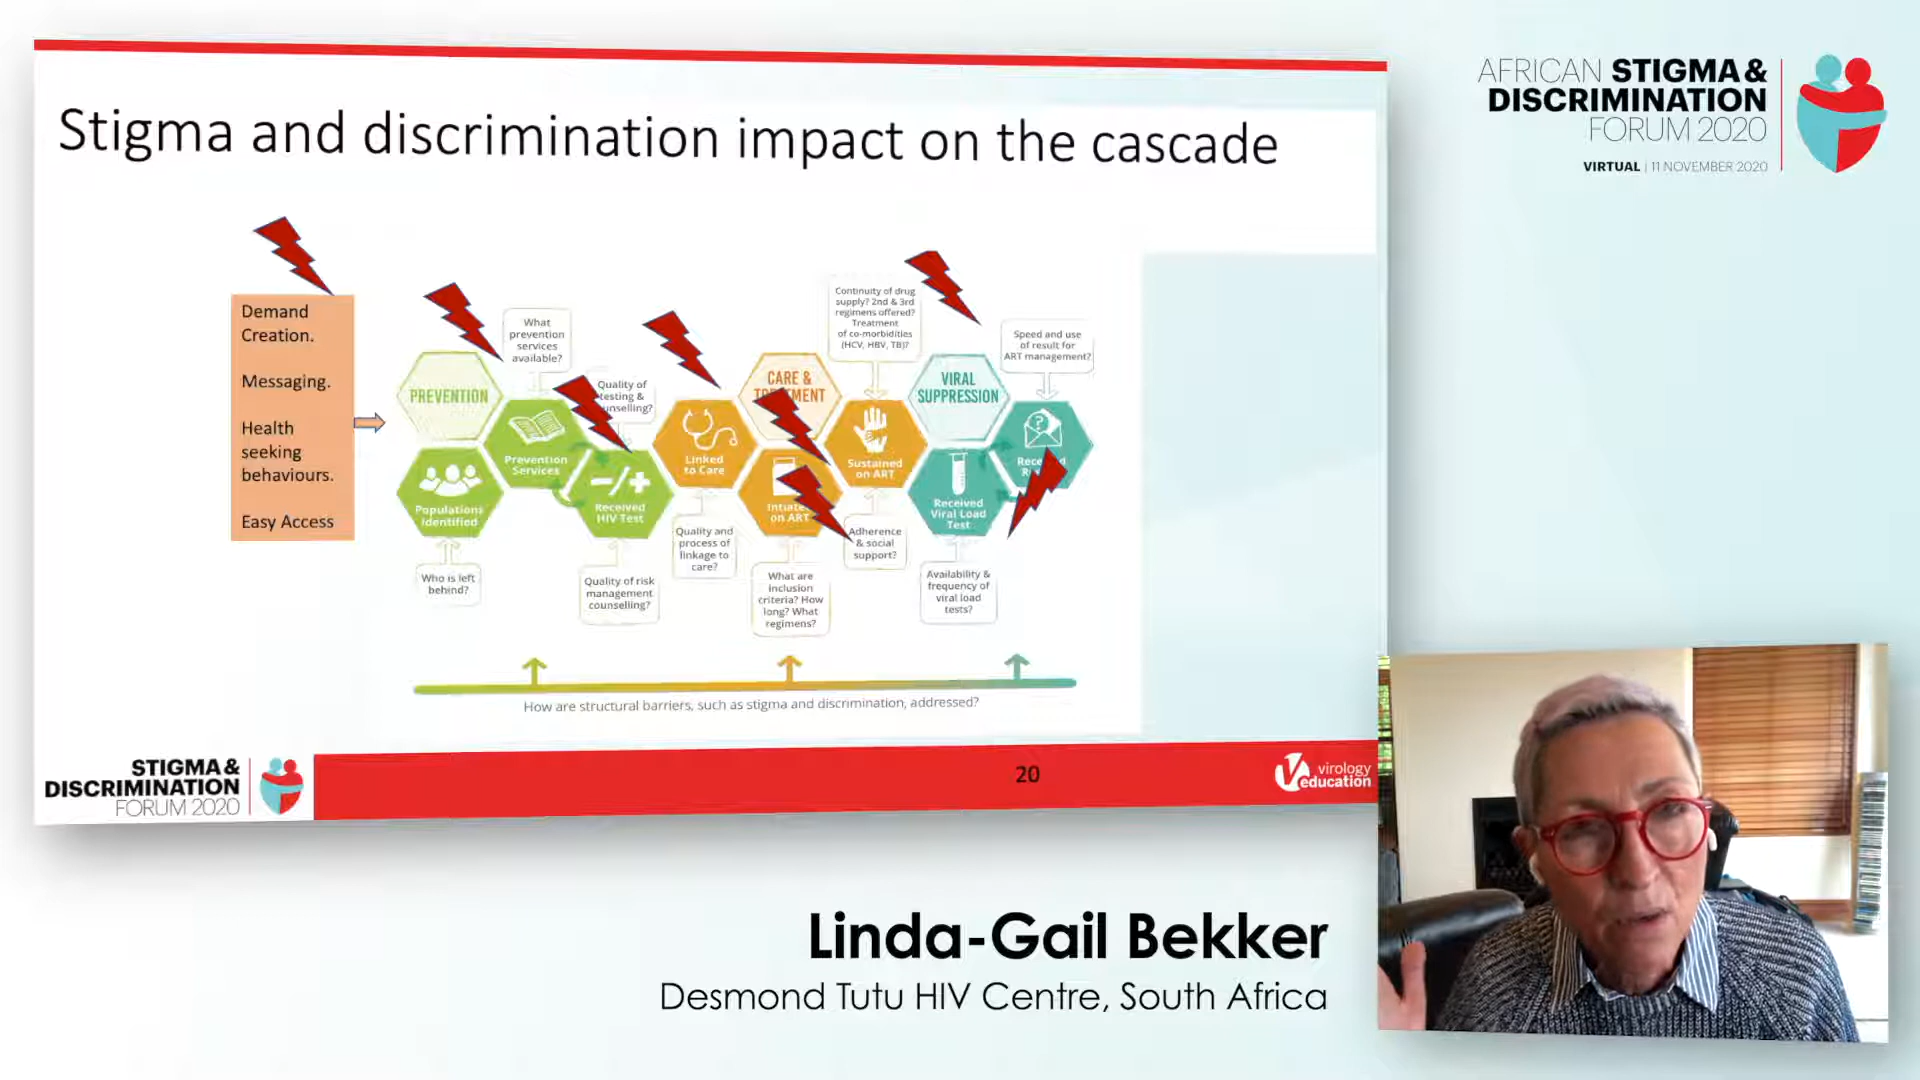 Stigma and discrimination impact on the cascade
AFRICAN STIGMA &
DISCRIMINATION
FORUM 2020
VIRTUAL | 11 NOVEMBER 2020
Demand
Creation.
Messaging.
Health
seeking
behaviours.
Easy Access
PREVENTION
What
prevention
services
available?
Quality of
testing &
CARE &
Continuity of drug
supply? 2nd & 3rd
regimens offered?
Treatment
of co-morbidities
(HCV, HBV, TB)?
VIRAL
SUPPRESSION
Speed and use
of result for
ART management?
Populations
Identified
Prevention
Services
Received
HIV Test
Linked
to Care
on ART
Sustained
on ART
Received
Viral Load
Test
Who is left
behind?
Quality of risk
management
counselling?
Quality and
process of
linkage to
care?
What are
inclusion
criteria? How
long? What
regimens?
Adherence
& social
support?
Availability &
frequency of
viral load
tests?
How are structural barriers, such as stigma and discrimination, addressed?
STIGMA &
DISCRIMINATION
FORUM 2020
20
virology
education
Linda-Gail Bekker
Desmond Tutu HIV Centre, South Africa